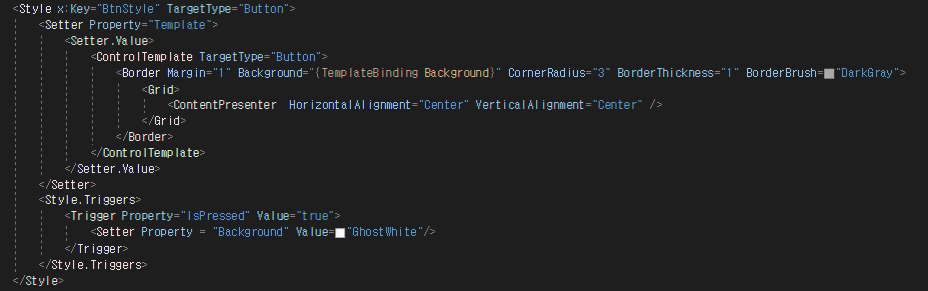 <Style x:Key="BtnStyle" TargetType="Button">
<Setter Property="Template">
<Setter.Value>
<ControlTemplate TargetType="Button">
<Border Margin="1" Background="{TemplateBinding Background}" CornerRadius="3" BorderThickness="1" BorderBrush="DarkGray">
<Grid>
<ContentPresenter  HorizontalAlignment="Center" VerticalAlignment="Center" />
</Grid>
</Border>
</ControlTemplate>
</Setter.Value>
</Setter>
<Style.Triggers>
<Trigger Property="IsPressed" Value="true">
<Setter Property = "Background" Value="GhostWhite"/>
</Trigger>
</Style.Triggers>
</Style>